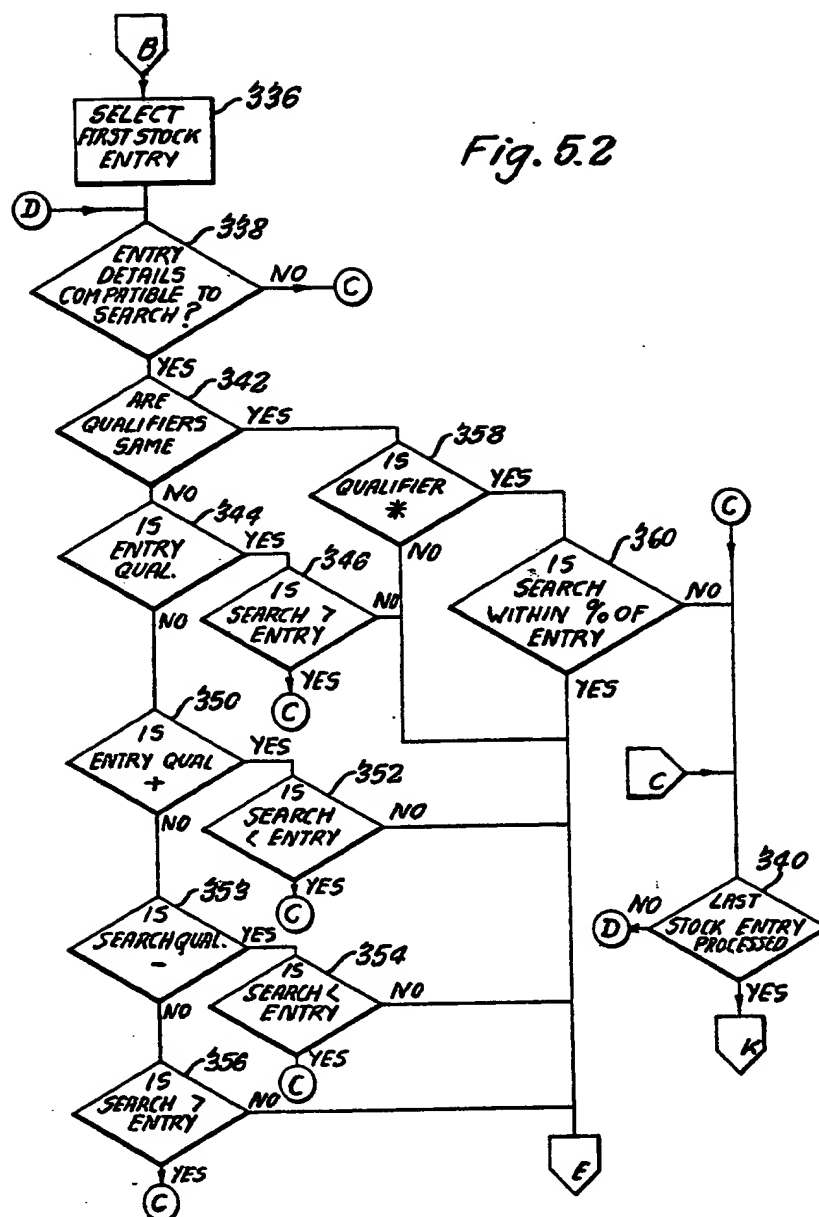 B
336
SELECT
FIRST STOCK
ENTRY
Fig. 5.2
D
338
ENTRY
DETAILS
COMPATIBLE TO
SEARCH?
NO
C
YES
342
ARE
QUALIFIERS
SAME
YES
NO
358
IS
QUALIFIER
*
YES
NO
344
IS
ENTRY
QUAL.
YES
NO
346
IS
SEARCH >
ENTRY
NO
YES
C
360
IS
SEARCH
WITHIN % OF
ENTRY
NO
YES
C
350
IS
ENTRY QUAL
+
YES
NO
352
IS
SEARCH
< ENTRY
NO
YES
C
C
353
IS
SEARCH QUAL.
-
YES
NO
354
IS
SEARCH <
ENTRY
NO
YES
C
340
LAST
STOCK ENTRY
PROCESSED
NO
D
YES
K
356
IS
SEARCH >
ENTRY
NO
YES
C
E